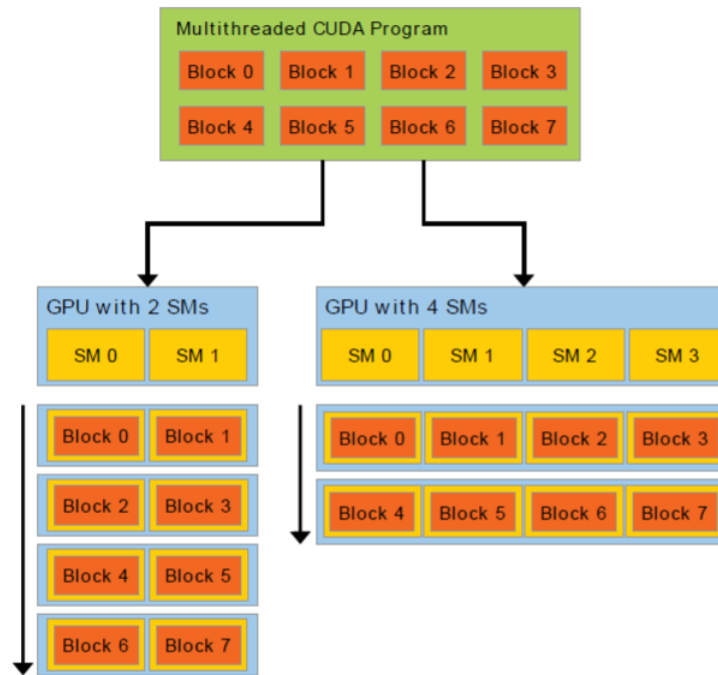 Multithreaded CUDA Program
Block 0 Block 1 Block 2 Block 3
Block 4 Block 5 Block 6 Block 7
GPU with 2 SMs
SM 0 SM 1
Block 0 Block 1
Block 2 Block 3
Block 4 Block 5
Block 6 Block 7
GPU with 4 SMs
SM 0 SM 1 SM 2 SM 3
Block 0 Block 1 Block 2 Block 3
Block 4 Block 5 Block 6 Block 7